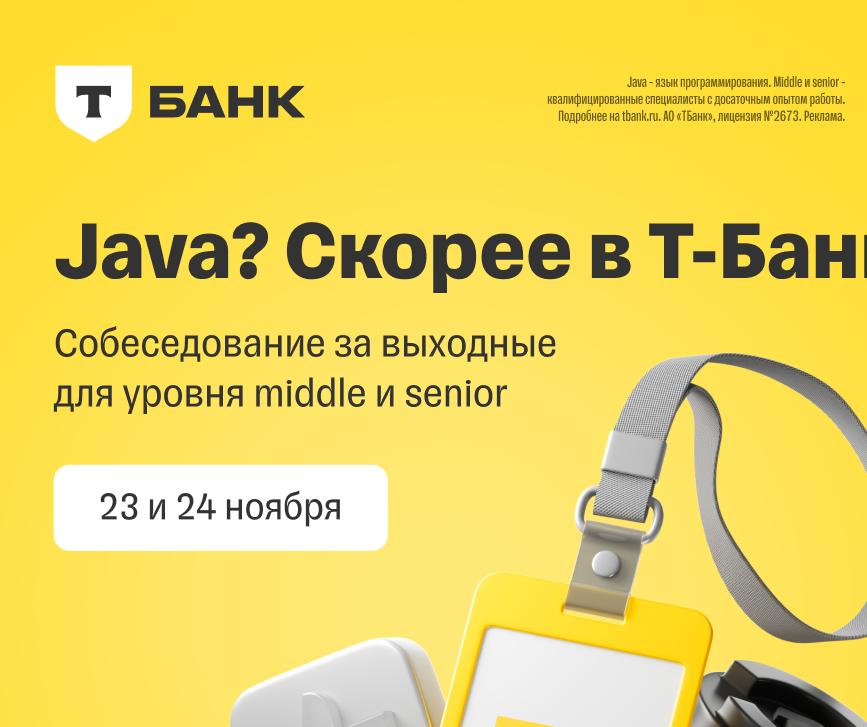 Т БАНК
Java - язык программирования. Middle и senior -
квалифицированные специалисты с досаточным опытом работы.
Подробнее на tbank.ru. АО «ТБанк», лицензия №2673. Реклама.
Java? Скорее в Т-Бан
Собеседование за выходные
для уровня middle и senior
23 и 24 ноября